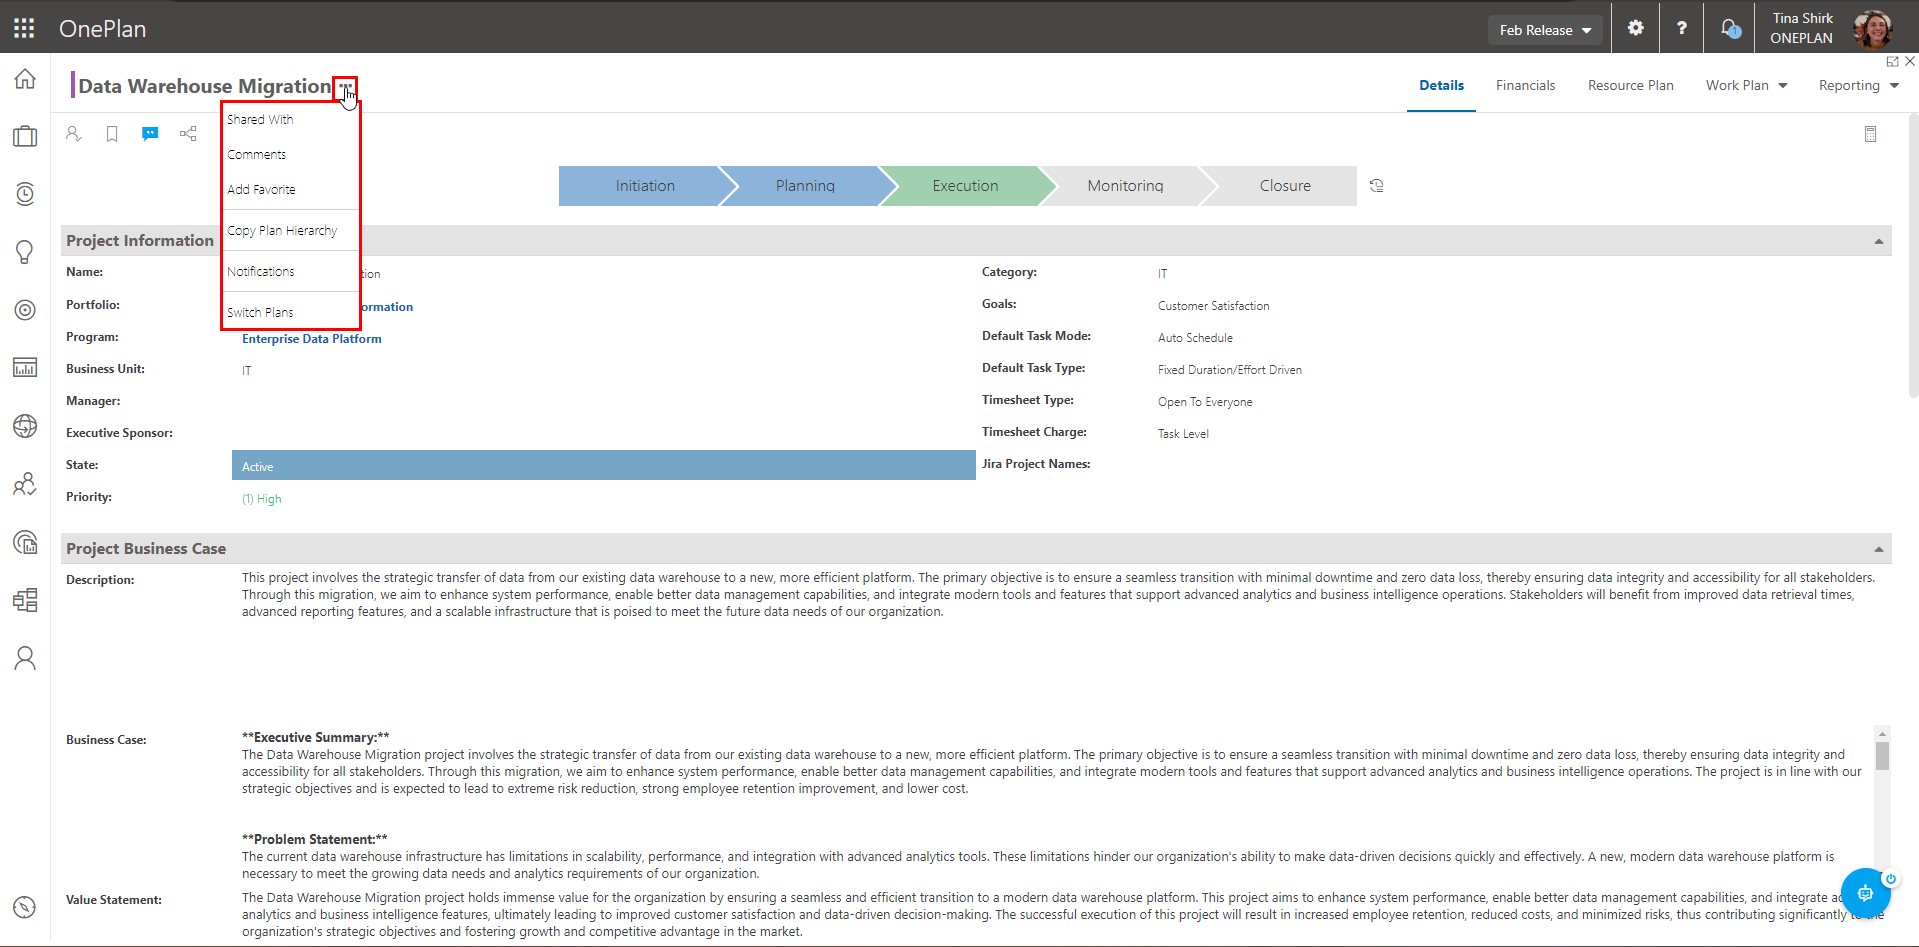 OnePlan
Feb Release
?
1
Tina Shirk
ONEPLAN
Data Warehouse Migration
Details
Financials
Resource Plan
Work Plan
Reporting
Shared With
Comments
Add Favorite
Copy Plan Hierarchy
Notifications
Switch Plans
Initiation
Planning
Execution
Monitoring
Closure
Project Information
Name:
tion
Portfolio:
ormation
Program:
Enterprise Data Platform
Business Unit:
IT
Manager:
Executive Sponsor:
State:
Active
Priority:
(1) High
Category:
IT
Goals:
Customer Satisfaction
Default Task Mode:
Auto Schedule
Default Task Type:
Fixed Duration/Effort Driven
Timesheet Type:
Open To Everyone
Timesheet Charge:
Task Level
Jira Project Names:
Project Business Case
Description:
This project involves the strategic transfer of data from our existing data warehouse to a new, more efficient platform. The primary objective is to ensure a seamless transition with minimal downtime and zero data loss, thereby ensuring data integrity and accessibility for all stakeholders.
Through this migration, we aim to enhance system performance, enable better data management capabilities, and integrate modern tools and features that support advanced analytics and business intelligence operations. Stakeholders will benefit from improved data retrieval times,
advanced reporting features, and a scalable infrastructure that is poised to meet the future data needs of our organization.
Business Case:
**Executive Summary:**
The Data Warehouse Migration project involves the strategic transfer of data from our existing data warehouse to a new, more efficient platform. The primary objective is to ensure a seamless transition with minimal downtime and zero data loss, thereby ensuring data integrity and
accessibility for all stakeholders. Through this migration, we aim to enhance system performance, enable better data management capabilities, and integrate modern tools and features that support advanced analytics and business intelligence operations. The project is in line with our
strategic objectives and is expected to lead to extreme risk reduction, strong employee retention improvement, and lower cost.
**Problem Statement:**
The current data warehouse infrastructure has limitations in scalability, performance, and integration with advanced analytics tools. These limitations hinder our organization's ability to make data-driven decisions quickly and effectively. A new, modern data warehouse platform is
necessary to meet the growing data needs and analytics requirements of our organization.
Value Statement:
The Data Warehouse Migration project holds immense value for the organization by ensuring a seamless and efficient transition to a modern data warehouse platform. This project aims to enhance system performance, enable better data management capabilities, and integrate
analytics and business intelligence features, ultimately leading to improved customer satisfaction and data-driven decision-making. The successful execution of this project will result in increased employee retention, reduced costs, and minimized risks, thus contributing significantly to the
organization's strategic objectives and fostering growth and competitive advantage in the market.